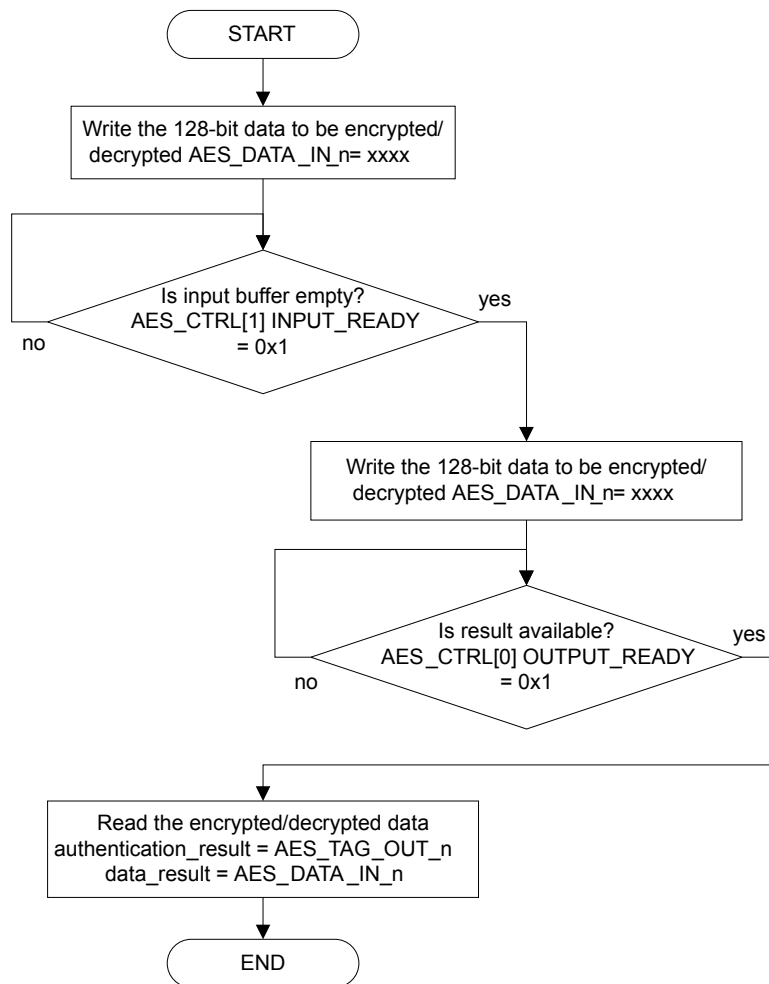 START
Write the 128-bit data to be encrypted/
decrypted AES_DATA_IN_n= xxxx
Is input buffer empty?
AES_CTRL[1] INPUT_READY
= 0x1
yes
no
Write the 128-bit data to be encrypted/
decrypted AES_DATA_IN_n= xxxx
Is result available?
AES_CTRL[0] OUTPUT_READY
= 0x1
yes
no
Read the encrypted/decrypted data
authentication_result = AES_TAG_OUT_n
data_result = AES_DATA_IN_n
END